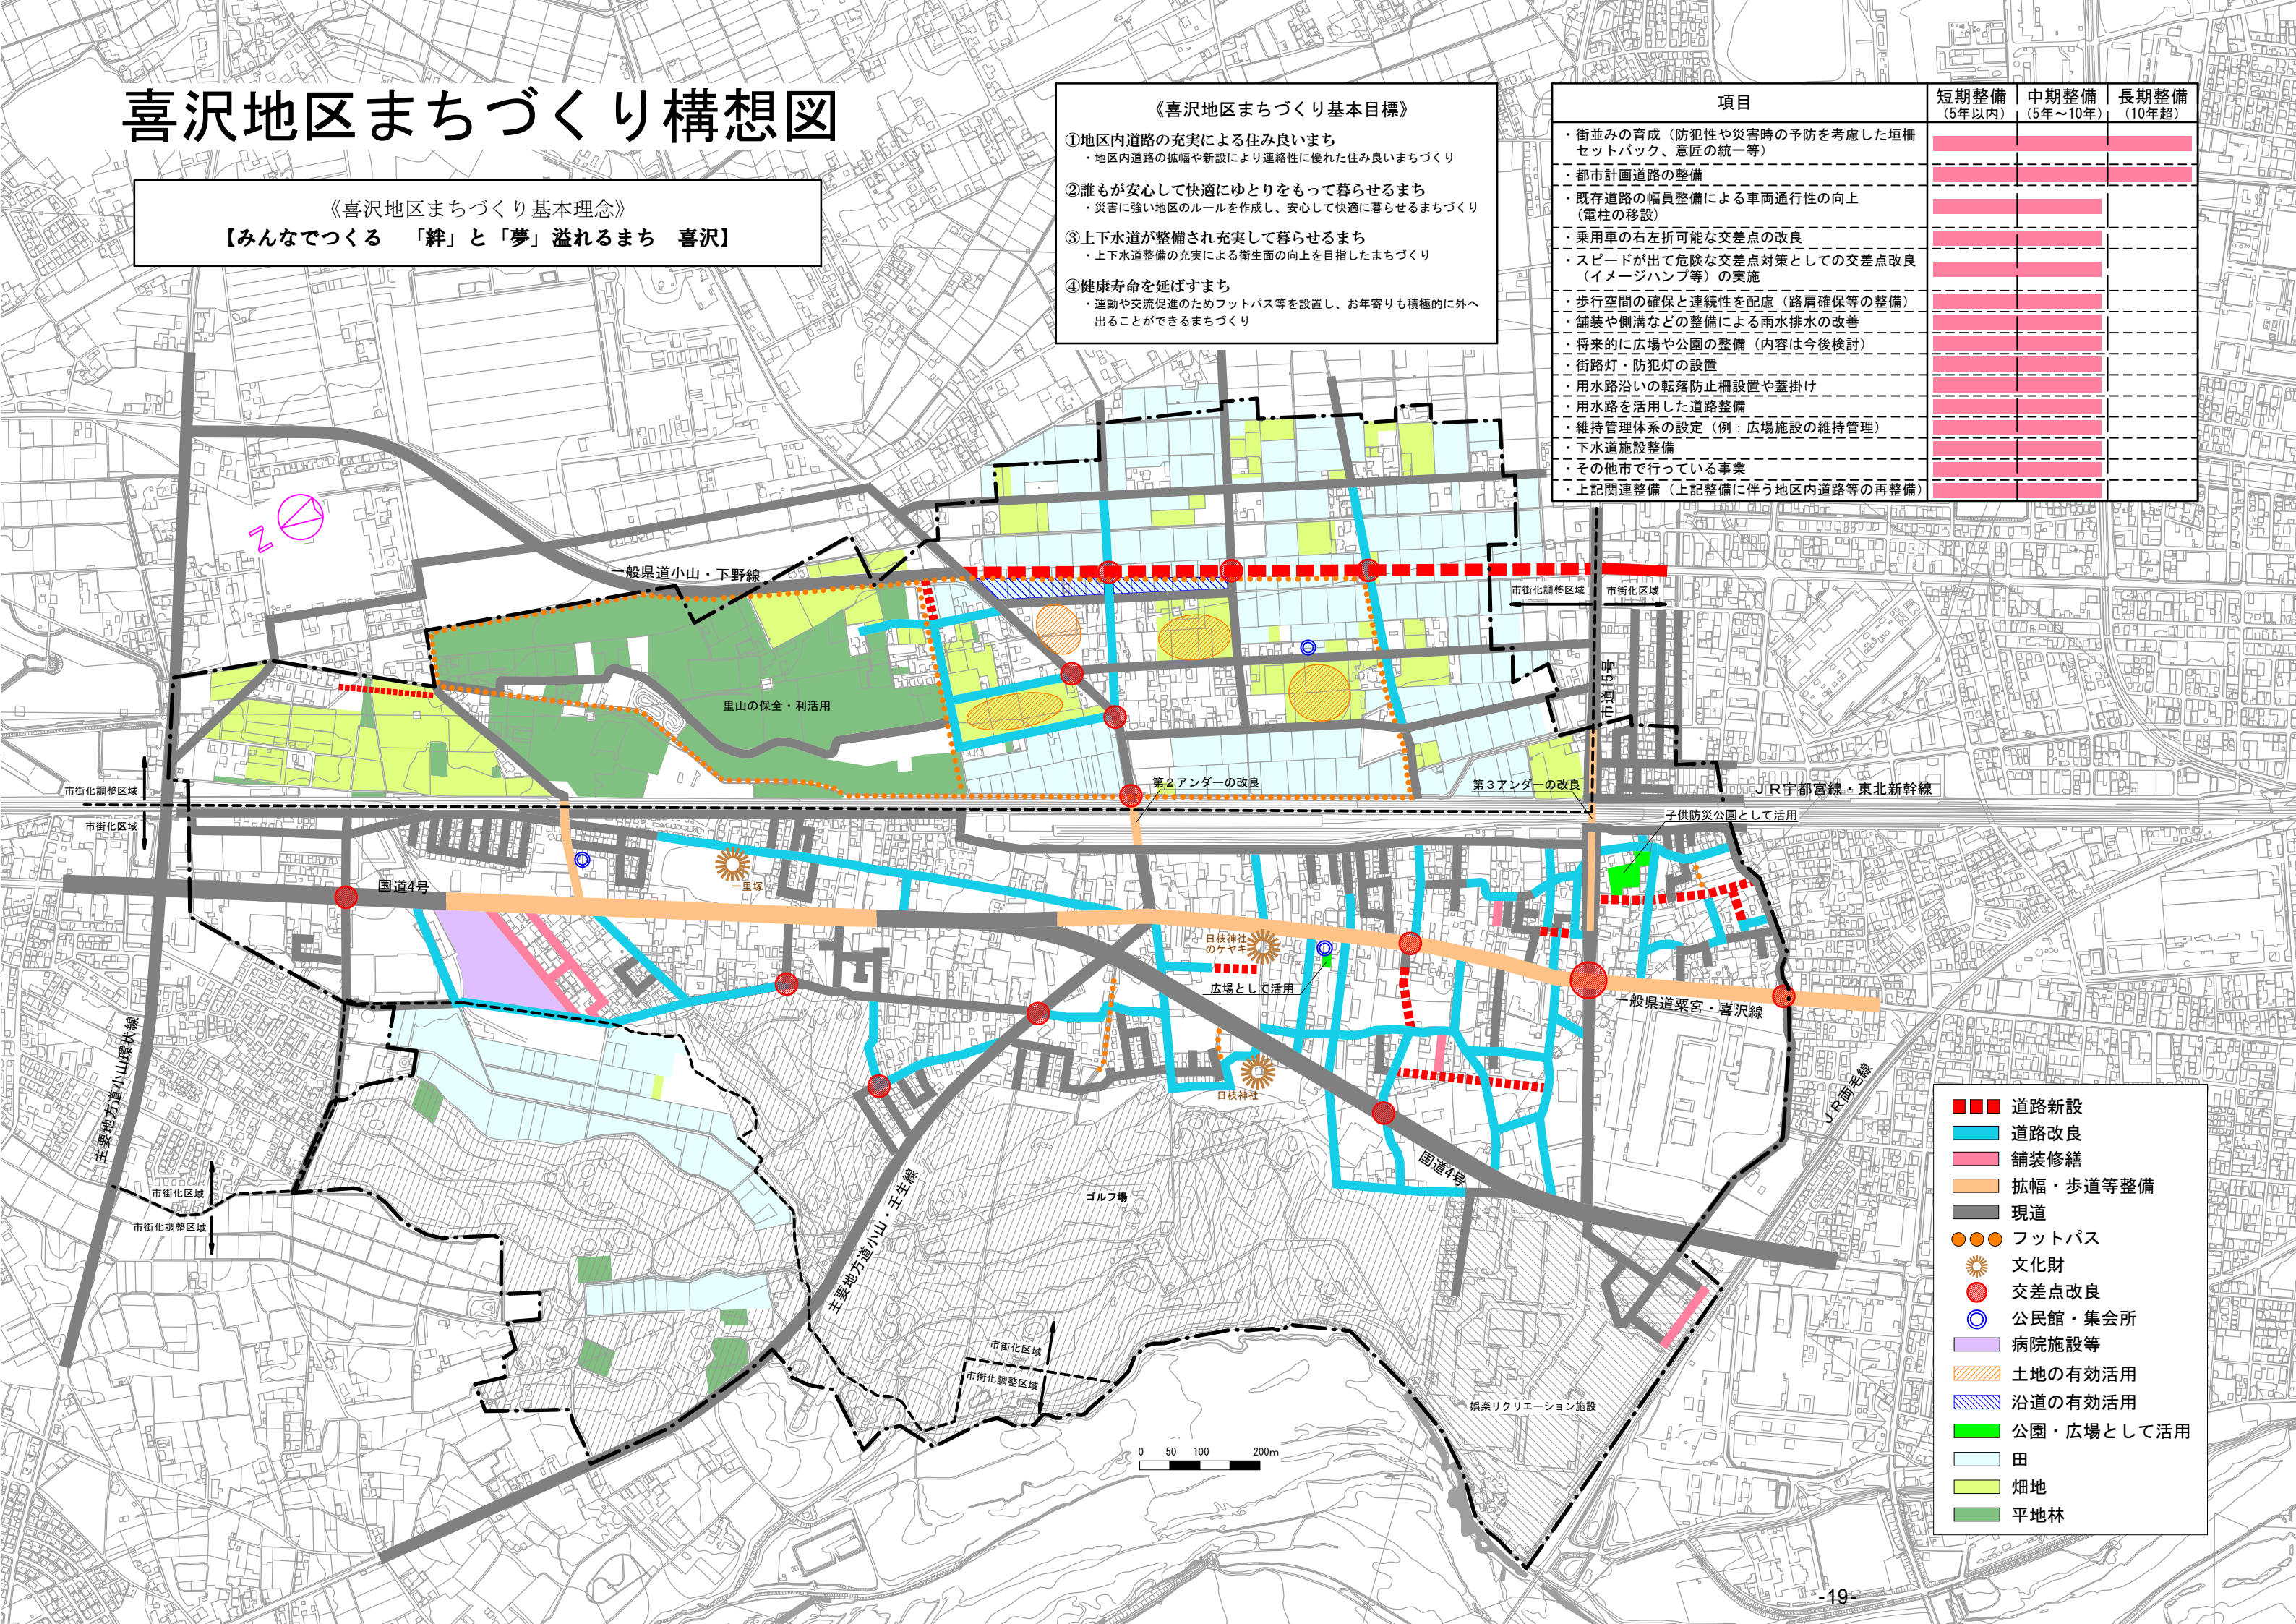 喜沢地区まちづくり構想図
《喜沢地区まちづくり基本理念》
【みんなでつくる 「絆」と「夢」溢れるまち 喜沢】
《喜沢地区まちづくり基本目標》
①地区内道路の充実による住み良いまち
・地区内道路の拡幅や新設により連絡性に優れた住み良いまちづくり
②誰もが安心して快適にゆとりをもって暮らせるまち
・災害に強い地区のルールを作成し、安心して快適に暮らせるまちづくり
③上下水道が整備され充実して暮らせるまち
・上下水道整備の充実による衛生面の向上を目指したまちづくり
④健康寿命を延ばすまち
・運動や交流促進のためフットパス等を設置し、お年寄りも積極的に外へ
出ることができるまちづくり
項目 短期整備 中期整備 長期整備
(5年以内) (5年～10年) (10年超)
・街並みの育成（防犯性や災害時の予防を考慮した垣柵
セットバック、意匠の統一等）
・都市計画道路の整備
・既存道路の幅員整備による車両通行性の向上
（電柱の移設）
・乗用車の右左折可能な交差点の改良
・スピードが出て危険な交差点対策としての交差点改良
（イメージハンプ等）の実施
・歩行空間の確保と連続性を配慮（路肩確保等の整備）
・舗装や側溝などの整備による雨水排水の改善
・将来的に広場や公園の整備（内容は今後検討）
・街路灯・防犯灯の設置
・用水路沿いの転落防止柵設置や蓋掛け
・用水路を活用した道路整備
・維持管理体系の設定（例：広場施設の維持管理）
・下水道施設整備
・その他市で行っている事業
・上記関連整備（上記整備に伴う地区内道路等の再整備）
N
一般県道小山・下野線
市街化調整区域
市街化区域
市道15号
里山の保全・利活用
第2アンダーの改良
第3アンダーの改良
JR宇都宮線・東北新幹線
子供防災公園として活用
市街化調整区域
市街化区域
国道4号
一里塚
日枝神社
のケヤキ
広場として活用
一般県道粟宮・喜沢線
日枝神社
主要地方道小山環状線
JR両毛線
国道4号
市街化区域
市街化調整区域
主要地方道小山・壬生線
ゴルフ場
市街化区域
市街化調整区域
娯楽リクリエーション施設
0 50 100 200m
道路新設
道路改良
舗装修繕
拡幅・歩道等整備
現道
フットパス
文化財
交差点改良
公民館・集会所
病院施設等
土地の有効活用
沿道の有効活用
公園・広場として活用
田
畑地
平地林
-19-